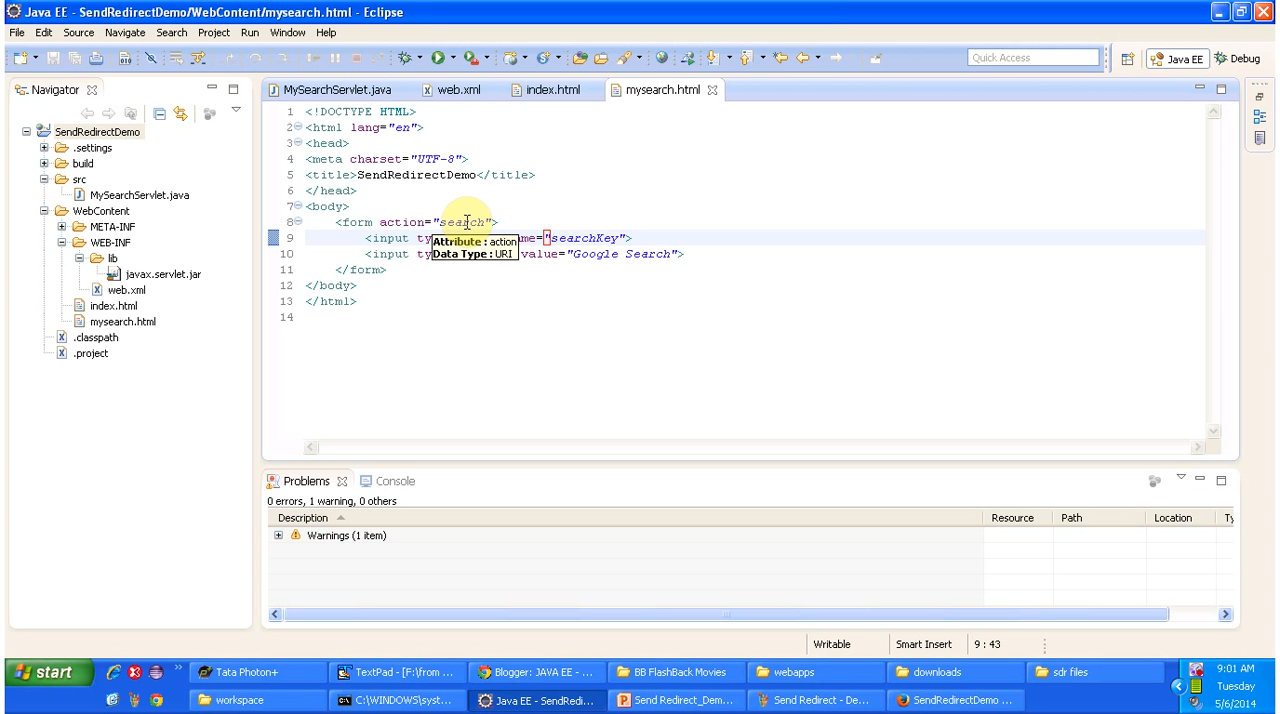 Java EE - SendRedirectDemo/WebContent/mysearch.html - Eclipse
File Edit Source Navigate Search Project Run Window Help
Quick Access
Java EE
Debug
Navigator
MySearchServlet.java
web.xml
index.html
mysearch.html
SendRedirectDemo
.settings
build
src
MySearchServlet.java
WebContent
META-INF
WEB-INF
lib
javax.servlet.jar
web.xml
index.html
mysearch.html
.classpath
.project
1 <!DOCTYPE HTML>
2 <html lang="en">
3 <head>
4 <meta charset="UTF-8">
5 <title>SendRedirectDemo</title>
6 </head>
7 <body>
8 <form action="search">
9 <input ty me="searchKey">
10 <input ty value="Google Search">
11 </form>
12 </body>
13 </html>
14
Attribute : action
Data Type : URI
Problems
Console
0 errors, 1 warning, 0 others
Description Resource Path Location Ty
Warnings (1 item)
Writable Smart Insert 9 : 43
start
Tata Photon+
TextPad - [F:\from ...
Blogger: JAVA EE - ...
BB FlashBack Movies
webapps
downloads
sdr files
workspace
C:\WINDOWS\syst...
Java EE - SendRedi...
Send Redirect_Dem...
Send Redirect - De...
SendRedirectDemo ...
9:01 AM
Tuesday
5/6/2014